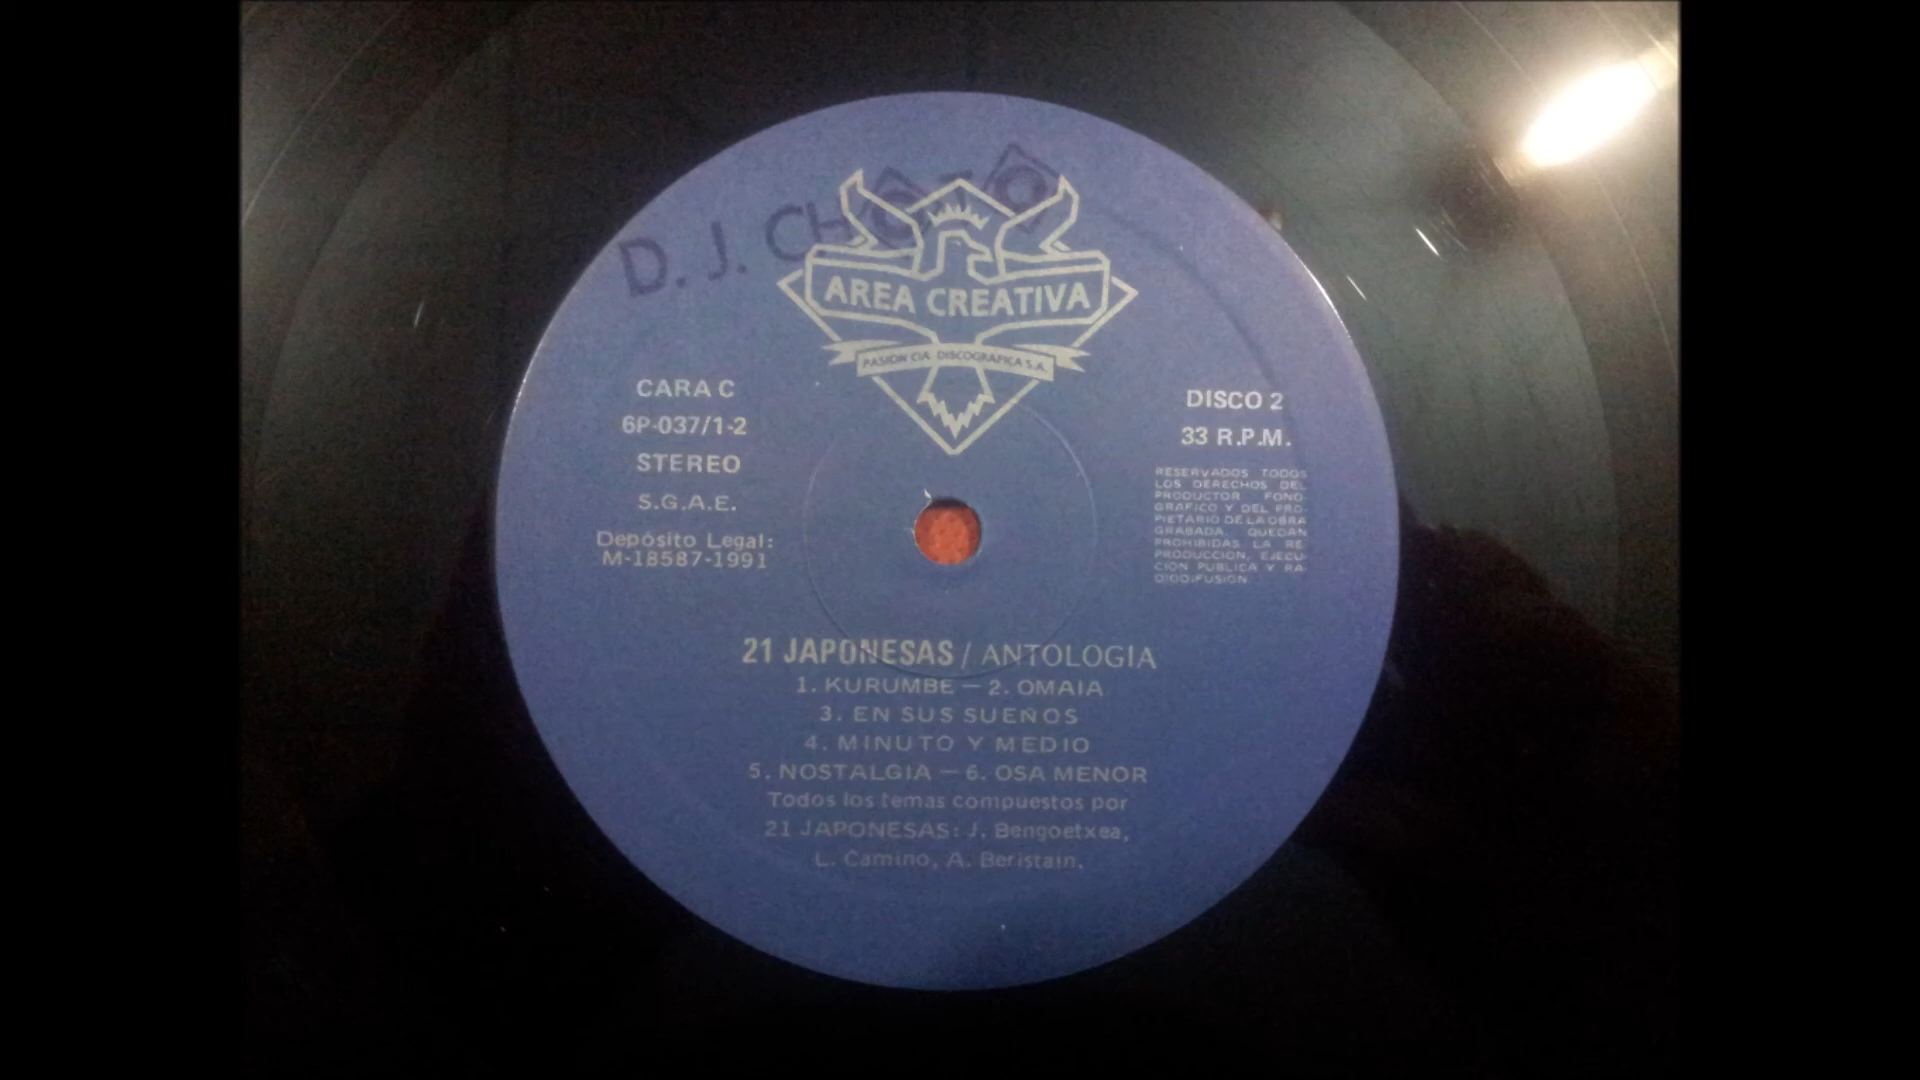 D. J. CHOTO
AREA CREATIVA
PASION CIA. DISCOGRAFICA S.A.
CARA C
6P-037/1-2
STEREO
S.G.A.E.
Depósito Legal:
M-18587-1991
DISCO 2
33 R.P.M.
RESERVADOS TODOS
LOS DERECHOS DEL
PRODUCTOR FONO-
GRAFICO Y DEL PRO-
PIETARIO DE LA OBRA
GRABADA. QUEDAN
PROHIBIDAS LA RE-
PRODUCCION, EJECU-
CION PUBLICA Y RA-
DIODIFUSION
21 JAPONESAS / ANTOLOGIA
1. KURUMBE — 2. OMAIA
3. EN SUS SUEÑOS
4. MINUTO Y MEDIO
5. NOSTALGIA — 6. OSA MENOR
Todos los temas compuestos por
21 JAPONESAS: J. Bengoetxea,
L. Camino, A. Beristain.